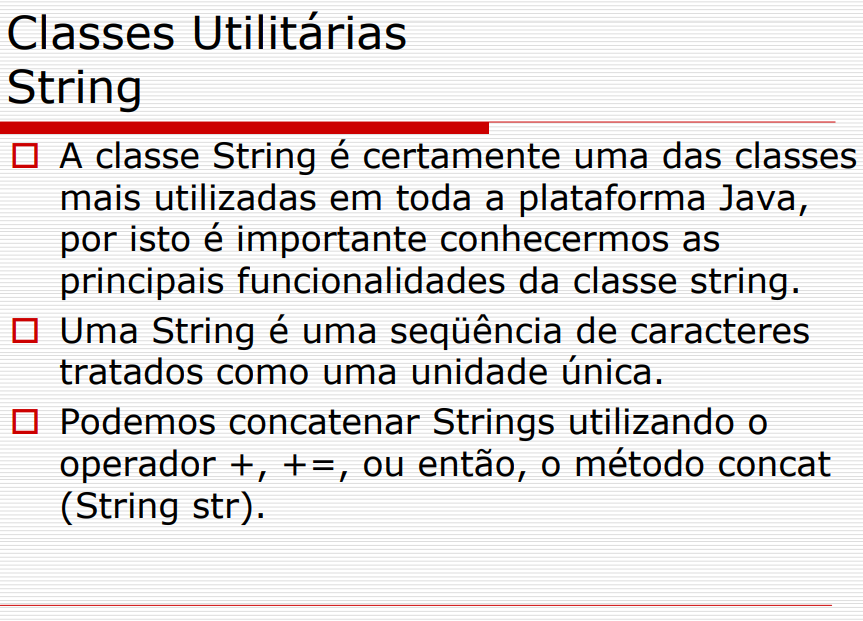 Classes Utilitárias
String
A classe String é certamente uma das classes
mais utilizadas em toda a plataforma Java,
por isto é importante conhecermos as
principais funcionalidades da classe string.
Uma String é uma seqüência de caracteres
tratados como uma unidade única.
Podemos concatenar Strings utilizando o
operador +, +=, ou então, o método concat
(String str).